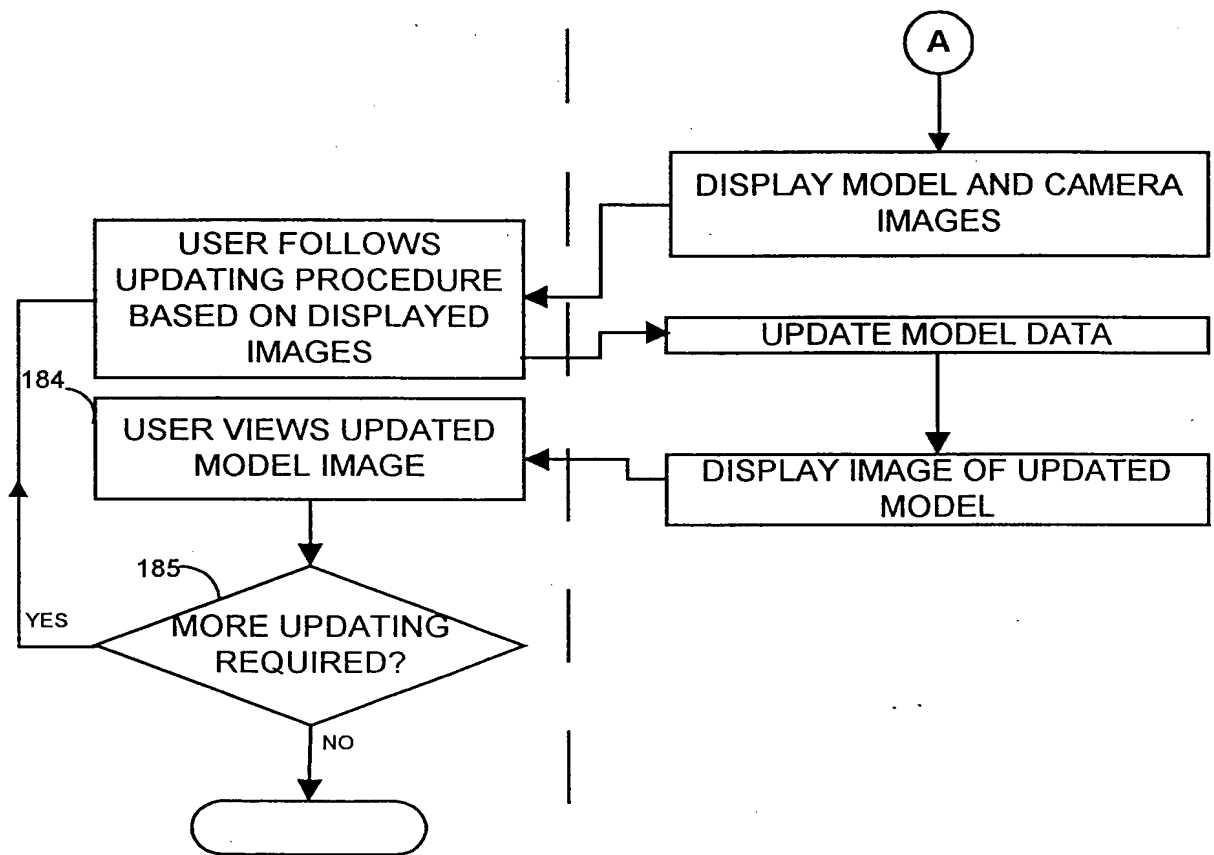 A
DISPLAY MODEL AND CAMERA
IMAGES
USER FOLLOWS
UPDATING PROCEDURE
BASED ON DISPLAYED
IMAGES
UPDATE MODEL DATA
184
USER VIEWS UPDATED
MODEL IMAGE
DISPLAY IMAGE OF UPDATED
MODEL
185
YES
MORE UPDATING
REQUIRED?
NO